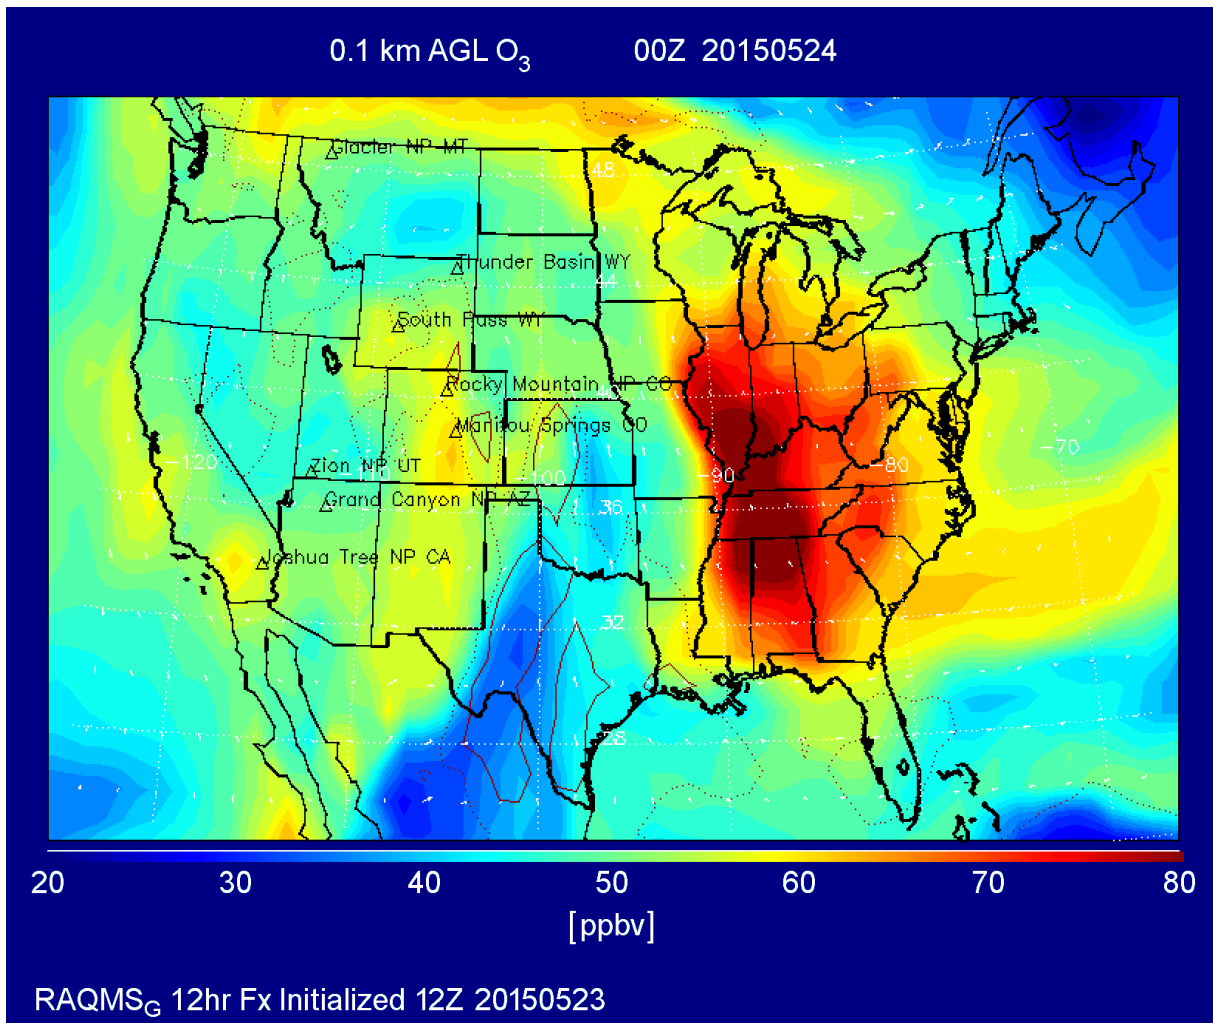 0.1 km AGL O3 00Z 20150524
Glacier NP MT
48
Thunder Basin WY
44
South Pass WY
Rocky Mountain NP CO
40
Manitou Springs CO
-120 -110 -100 -90 -80 -70
Zion NP UT
Grand Canyon NP AZ
36
Joshua Tree NP CA
32
28
20 30 40 50 60 70 80
[ppbv]
RAQMSG 12hr Fx Initialized 12Z 20150523